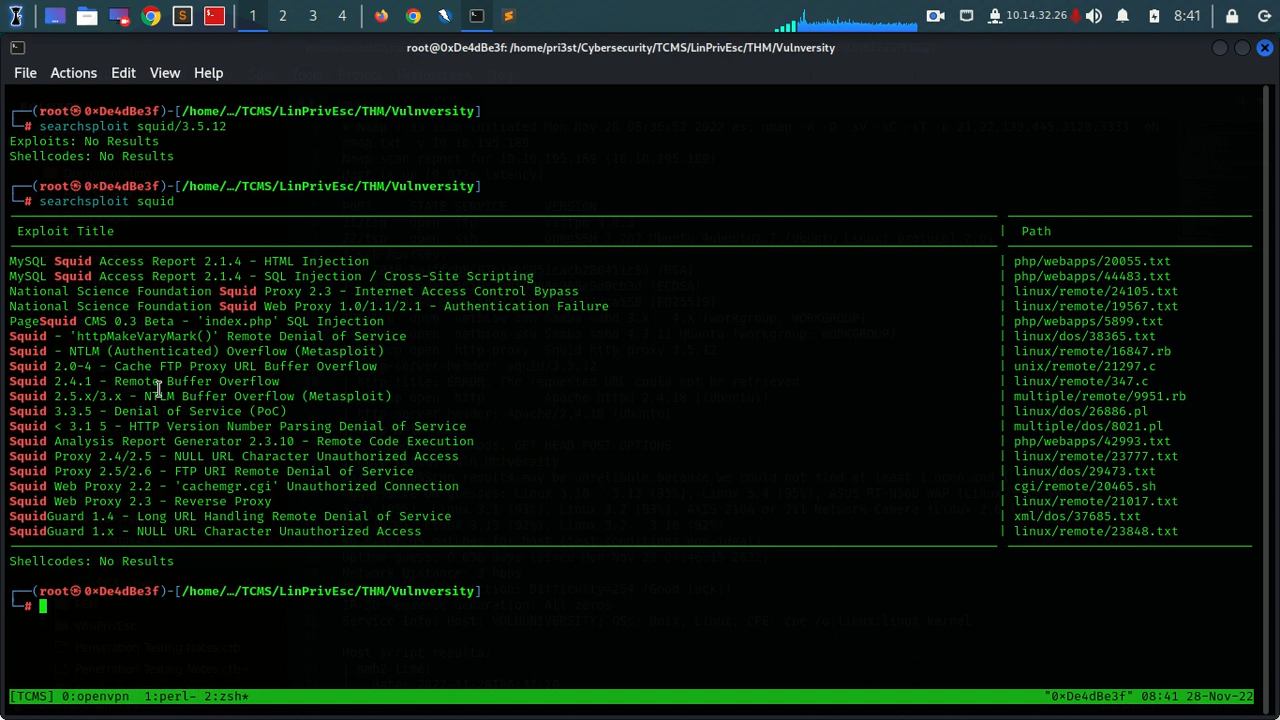 1 2 3 4 10.14.32.26 8:41
root@0xDe4dBe3f: /home/pri3st/Cybersecurity/TCMS/LinPrivEsc/THM/Vulnversity
File Actions Edit View Help
┌──(root㉿0×De4dBe3f)-[/home/…/TCMS/LinPrivEsc/THM/Vulnversity]
└─# searchsploit squid/3.5.12
Exploits: No Results
Shellcodes: No Results
┌──(root㉿0×De4dBe3f)-[/home/…/TCMS/LinPrivEsc/THM/Vulnversity]
└─# searchsploit squid
Exploit Title | Path
MySQL Squid Access Report 2.1.4 - HTML Injection | php/webapps/20055.txt
MySQL Squid Access Report 2.1.4 - SQL Injection / Cross-Site Scripting | php/webapps/44483.txt
National Science Foundation Squid Proxy 2.3 - Internet Access Control Bypass | linux/remote/24105.txt
National Science Foundation Squid Web Proxy 1.0/1.1/2.1 - Authentication Failure | linux/remote/19567.txt
PageSquid CMS 0.3 Beta - 'index.php' SQL Injection | php/webapps/5899.txt
Squid - 'httpMakeVaryMark()' Remote Denial of Service | linux/dos/38365.txt
Squid - NTLM (Authenticated) Overflow (Metasploit) | linux/remote/16847.rb
Squid 2.0-4 - Cache FTP Proxy URL Buffer Overflow | unix/remote/21297.c
Squid 2.4.1 - Remote Buffer Overflow | linux/remote/347.c
Squid 2.5.x/3.x - NTLM Buffer Overflow (Metasploit) | multiple/remote/9951.rb
Squid 3.3.5 - Denial of Service (PoC) | linux/dos/26886.pl
Squid < 3.1 5 - HTTP Version Number Parsing Denial of Service | multiple/dos/8021.pl
Squid Analysis Report Generator 2.3.10 - Remote Code Execution | php/webapps/42993.txt
Squid Proxy 2.4/2.5 - NULL URL Character Unauthorized Access | linux/remote/23777.txt
Squid Proxy 2.5/2.6 - FTP URI Remote Denial of Service | linux/dos/29473.txt
Squid Web Proxy 2.2 - 'cachemgr.cgi' Unauthorized Connection | cgi/remote/20465.sh
Squid Web Proxy 2.3 - Reverse Proxy | linux/remote/21017.txt
SquidGuard 1.4 - Long URL Handling Remote Denial of Service | xml/dos/37685.txt
SquidGuard 1.x - NULL URL Character Unauthorized Access | linux/remote/23848.txt
Shellcodes: No Results
┌──(root㉿0×De4dBe3f)-[/home/…/TCMS/LinPrivEsc/THM/Vulnversity]
└─#
[TCMS] 0:openvpn 1:perl- 2:zsh* "0×De4dBe3f" 08:41 28-Nov-22